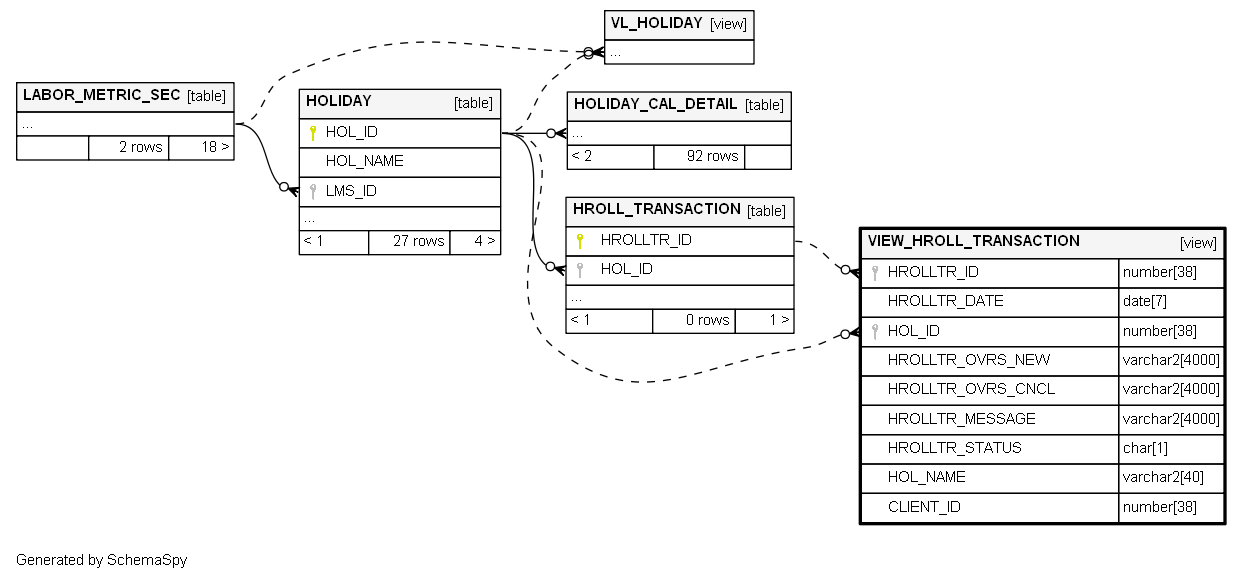 VL_HOLIDAY [view]
...
LABOR_METRIC_SEC [table]
...
2 rows 18 >
HOLIDAY [table]
HOL_ID
HOL_NAME
LMS_ID
...
< 1 27 rows 4 >
HOLIDAY_CAL_DETAIL [table]
...
< 2 92 rows
HROLL_TRANSACTION [table]
HROLLTR_ID
HOL_ID
...
< 1 0 rows 1 >
VIEW_HROLL_TRANSACTION [view]
HROLLTR_ID number[38]
HROLLTR_DATE date[7]
HOL_ID number[38]
HROLLTR_OVRS_NEW varchar2[4000]
HROLLTR_OVRS_CNCL varchar2[4000]
HROLLTR_MESSAGE varchar2[4000]
HROLLTR_STATUS char[1]
HOL_NAME varchar2[40]
CLIENT_ID number[38]
Generated by SchemaSpy